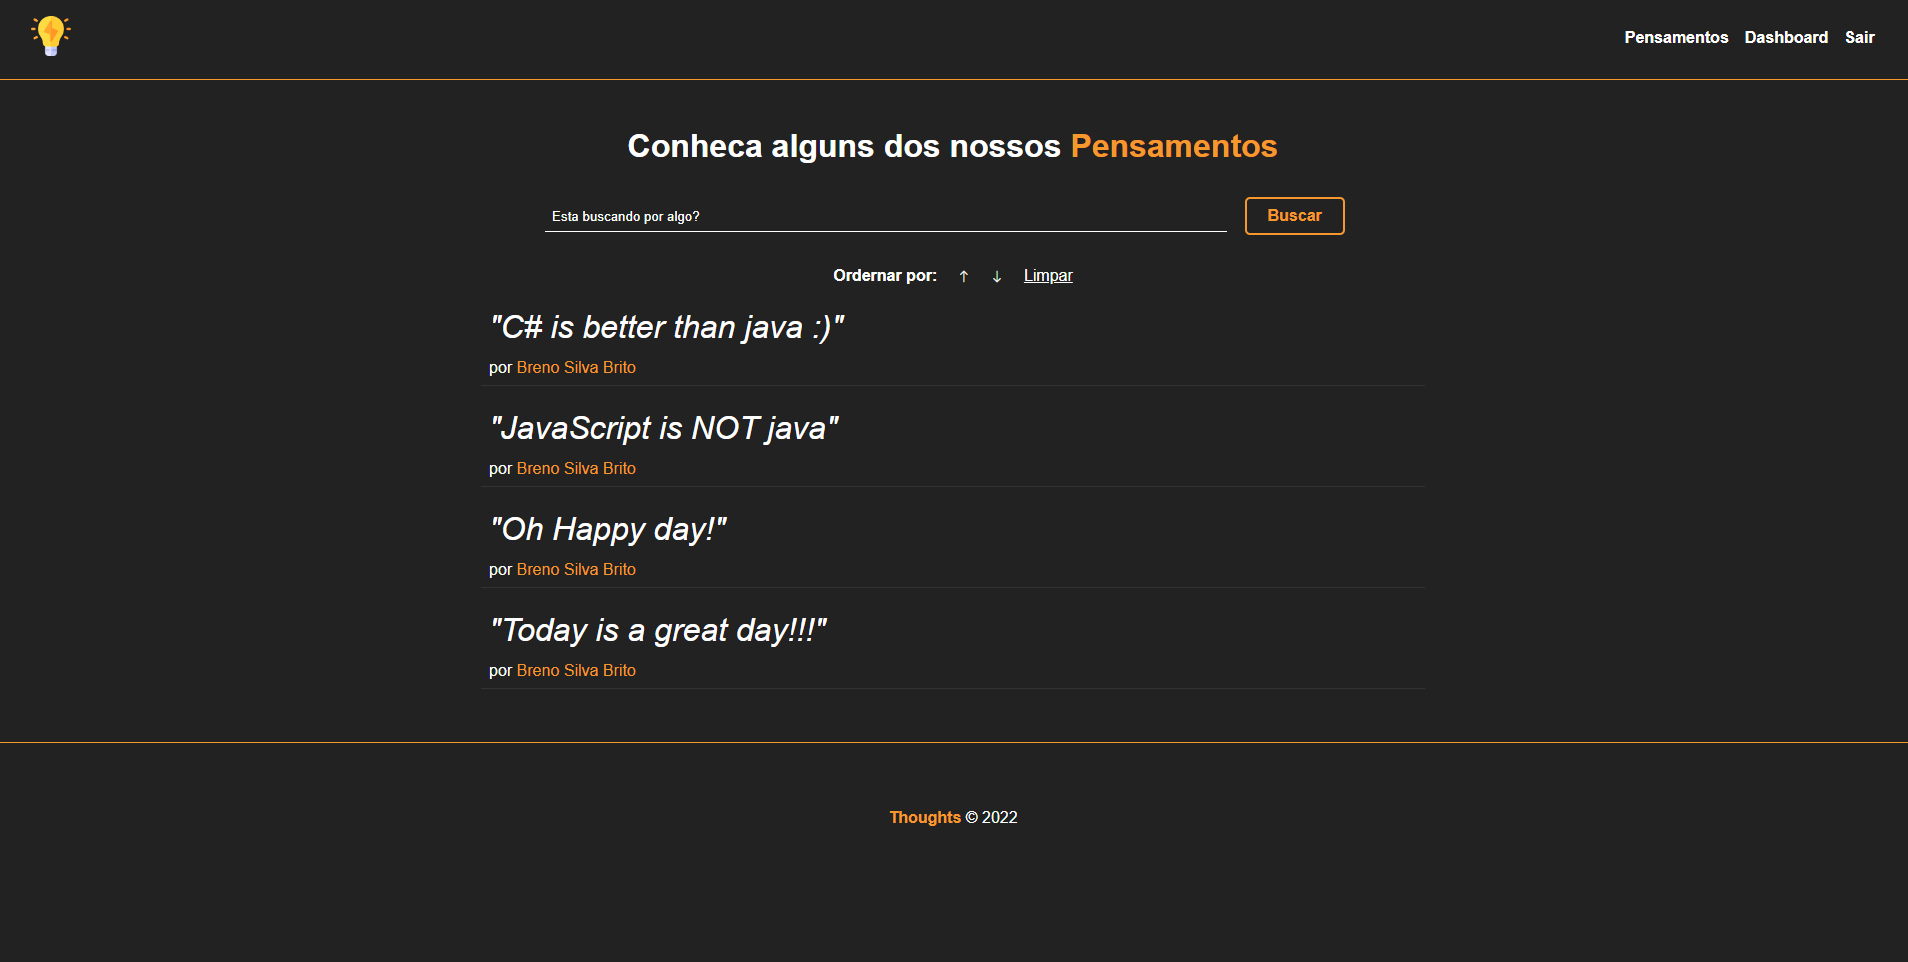 Pensamentos Dashboard Sair
Conheca alguns dos nossos Pensamentos
Esta buscando por algo?
Buscar
Ordernar por: ↑ ↓ Limpar
"C# is better than java :)"
por Breno Silva Brito
"JavaScript is NOT java"
por Breno Silva Brito
"Oh Happy day!"
por Breno Silva Brito
"Today is a great day!!!"
por Breno Silva Brito
Thoughts © 2022